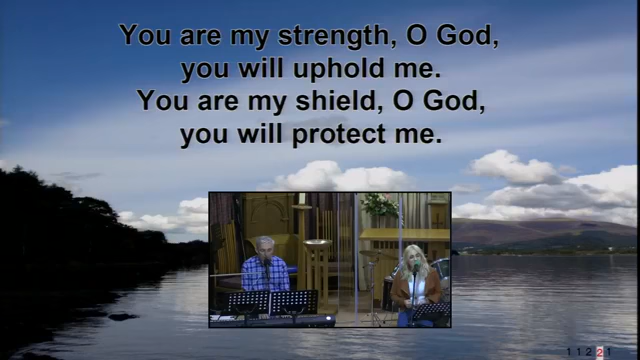 You are my strength, O God,
you will uphold me.
You are my shield, O God,
you will protect me.
1 1 2 2 1